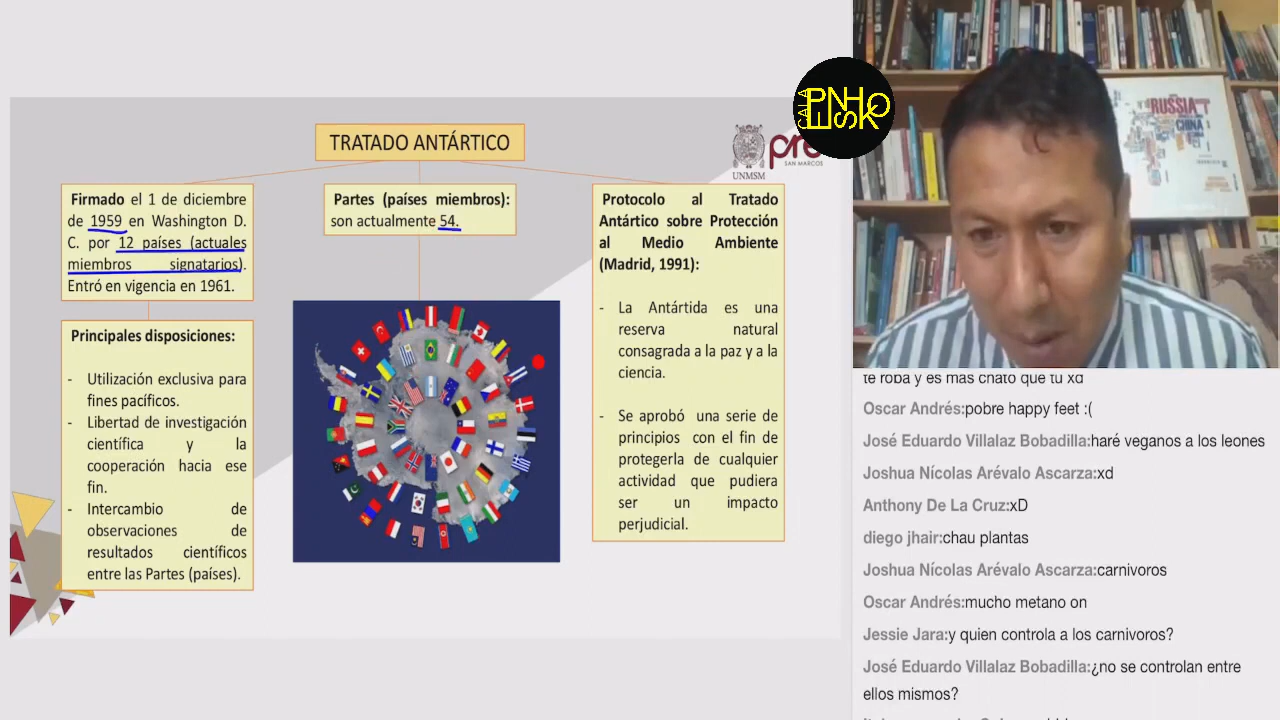 TRATADO ANTÁRTICO
UNMSM
pre
SAN MARCOS
Firmado el 1 de diciembre
de 1959 en Washington D.
C. por 12 países (actuales
miembros signatarios).
Entró en vigencia en 1961.
Principales disposiciones:
- Utilización exclusiva para
fines pacíficos.
- Libertad de investigación
científica y la
cooperación hacia ese
fin.
- Intercambio de
observaciones de
resultados científicos
entre las Partes (países).
Partes (países miembros):
son actualmente 54.
Protocolo al Tratado
Antártico sobre Protección
al Medio Ambiente
(Madrid, 1991):
- La Antártida es una
reserva natural
consagrada a la paz y a la
ciencia.
- Se aprobó una serie de
principios con el fin de
protegerla de cualquier
actividad que pudiera
ser un impacto
perjudicial.
RUSSIA
CHINA
te roba y es mas chato que tu xd
Oscar Andrés:pobre happy feet :(
José Eduardo Villalaz Bobadilla:haré veganos a los leones
Joshua Nícolas Arévalo Ascarza:xd
Anthony De La Cruz:xD
diego jhair:chau plantas
Joshua Nícolas Arévalo Ascarza:carnivoros
Oscar Andrés:mucho metano on
Jessie Jara:y quien controla a los carnivoros?
José Eduardo Villalaz Bobadilla:¿no se controlan entre
ellos mismos?